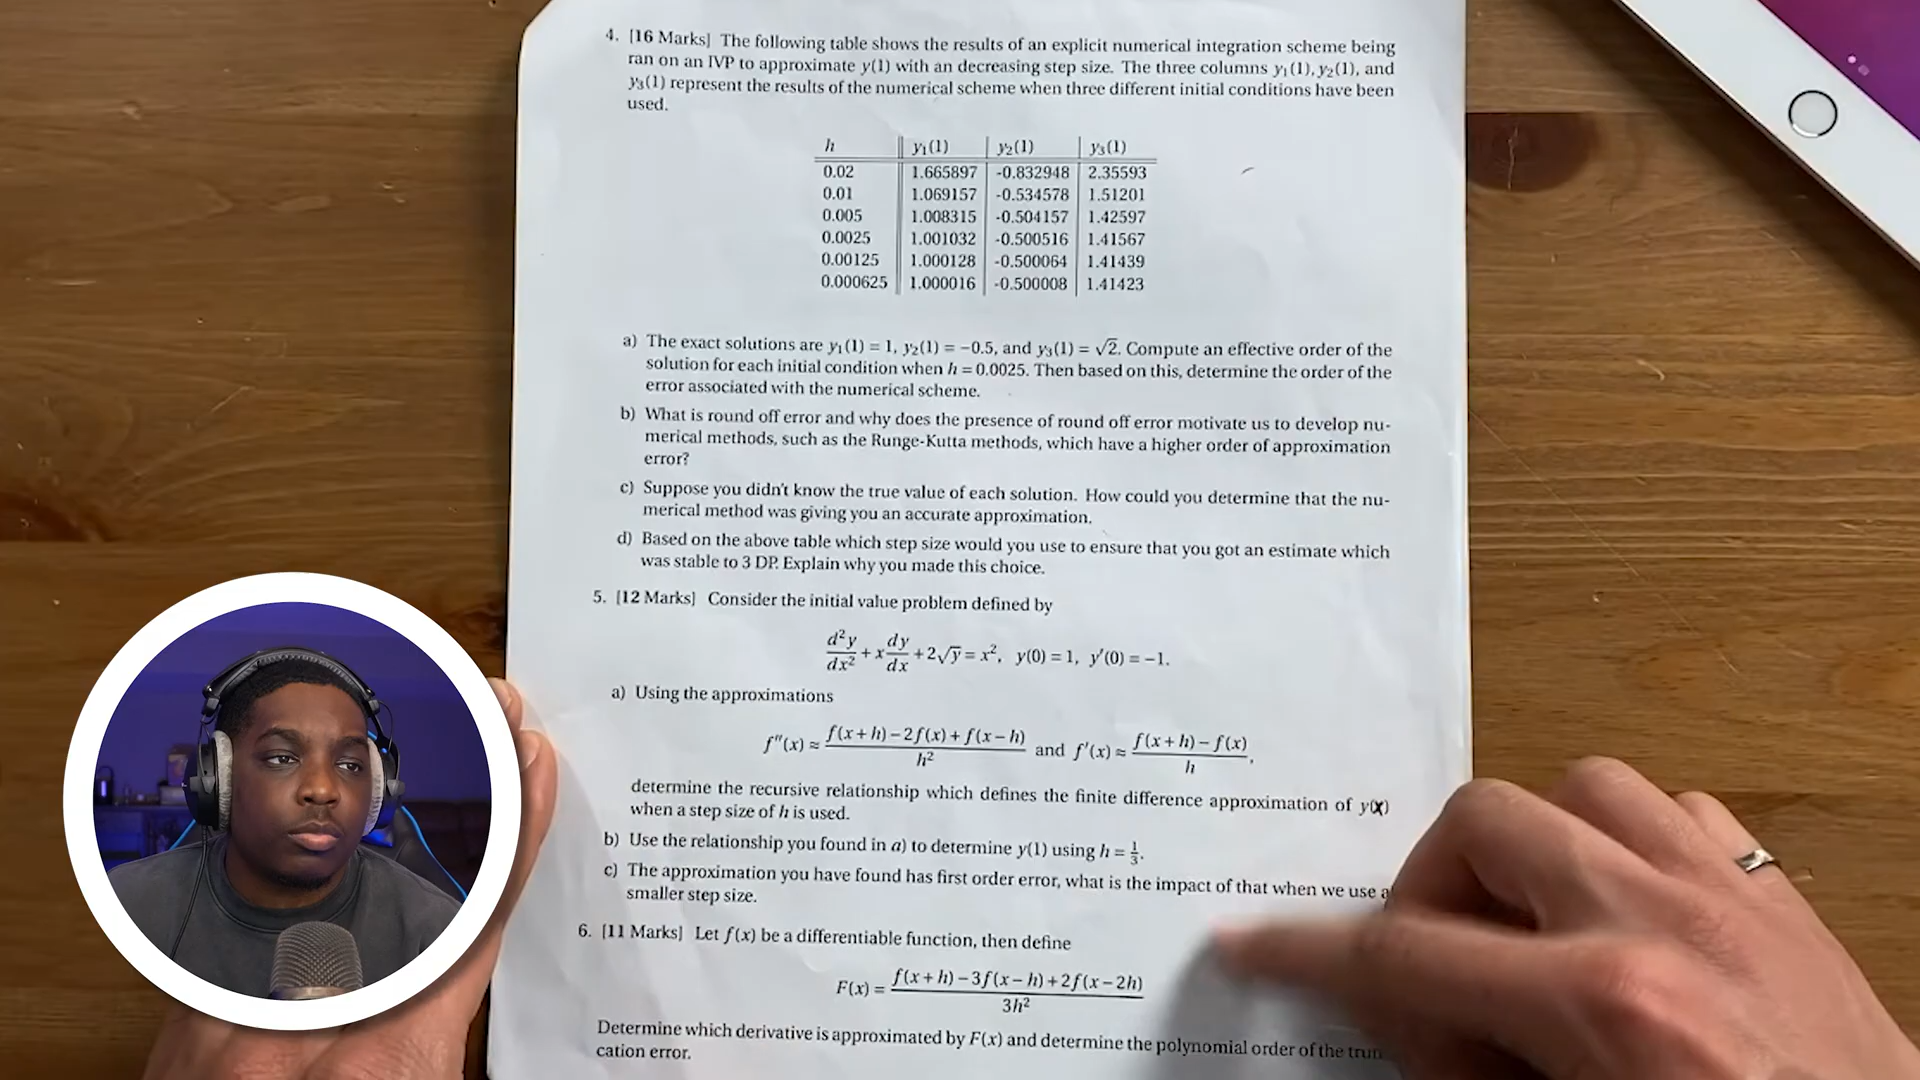 4. [16 Marks] The following table shows the results of an explicit numerical integration scheme being
ran on an IVP to approximate y(1) with an decreasing step size. The three columns y₁(1), y₂(1), and
y₃(1) represent the results of the numerical scheme when three different initial conditions have been
used.
h y₁(1) y₂(1) y₃(1)
0.02 1.665897 -0.832948 2.35593
0.01 1.069157 -0.534578 1.51201
0.005 1.008315 -0.504157 1.42597
0.0025 1.001032 -0.500516 1.41567
0.00125 1.000128 -0.500064 1.41439
0.000625 1.000016 -0.500008 1.41423
a) The exact solutions are y₁(1) = 1, y₂(1) = −0.5, and y₃(1) = √2. Compute an effective order of the
solution for each initial condition when h = 0.0025. Then based on this, determine the order of the
error associated with the numerical scheme.
b) What is round off error and why does the presence of round off error motivate us to develop nu-
merical methods, such as the Runge-Kutta methods, which have a higher order of approximation
error?
c) Suppose you didn't know the true value of each solution. How could you determine that the nu-
merical method was giving you an accurate approximation.
d) Based on the above table which step size would you use to ensure that you got an estimate which
was stable to 3 DP. Explain why you made this choice.
5. [12 Marks] Consider the initial value problem defined by
d²y/dx² + x dy/dx + 2√y = x², y(0) = 1, y′(0) = −1.
a) Using the approximations
f″(x) ≈ (f(x+h) − 2f(x) + f(x−h))/h² and f′(x) ≈ (f(x+h) − f(x))/h,
determine the recursive relationship which defines the finite difference approximation of y(x)
when a step size of h is used.
b) Use the relationship you found in a) to determine y(1) using h = 1/3.
c) The approximation you have found has first order error, what is the impact of that when we use a
smaller step size.
6. [11 Marks] Let f(x) be a differentiable function, then define
F(x) = (f(x+h) − 3f(x−h) + 2f(x−2h))/3h²
Determine which derivative is approximated by F(x) and determine the polynomial order of the trun
cation error.